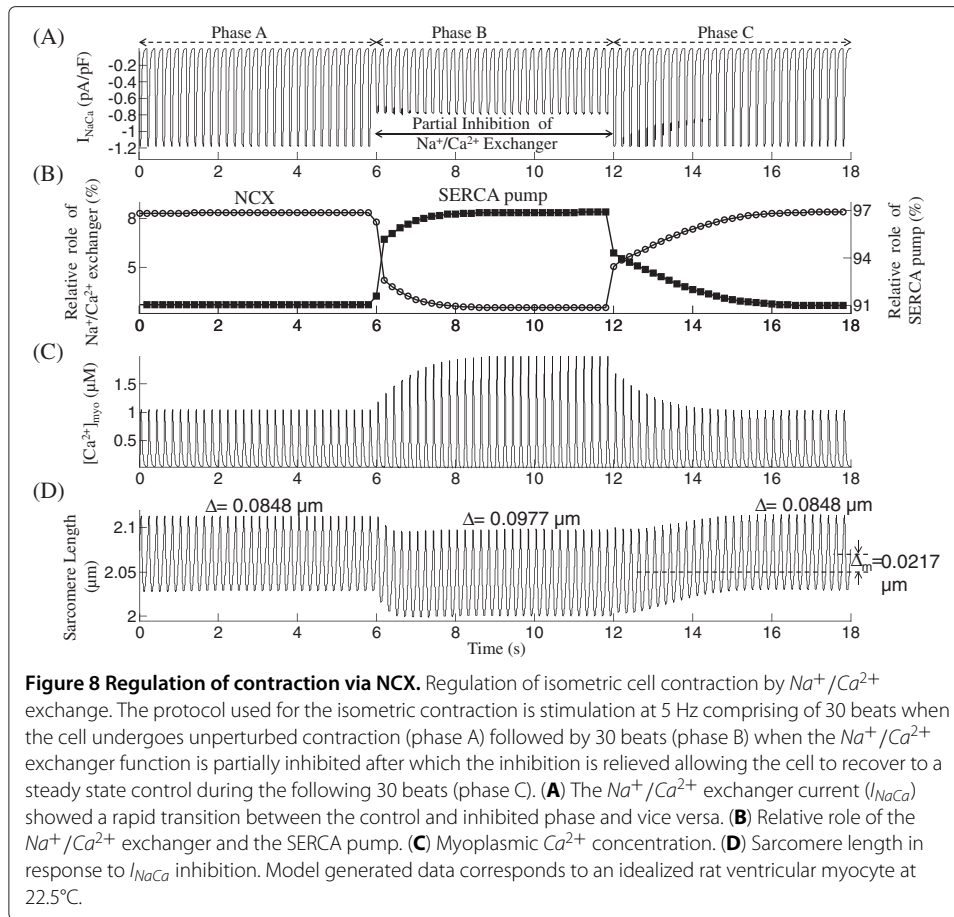 (A)
Phase A
Phase B
Phase C
I_NaCa (pA/pF)
-0.2
-0.4
-0.6
-0.8
-1
-1.2
Partial Inhibition of
Na⁺/Ca²⁺ Exchanger
0 2 4 6 8 10 12 14 16 18
(B)
Relative role of
Na⁺/Ca²⁺ exchanger (%)
8
5
NCX
SERCA pump
97
94
91
Relative role of
SERCA pump (%)
0 2 4 6 8 10 12 14 16 18
(C)
[Ca²⁺]myo (µM)
1.5
1
0.5
0 2 4 6 8 10 12 14 16 18
(D)
Sarcomere Length
(µm)
2.1
2.05
2
Δ= 0.0848 µm
Δ= 0.0977 µm
Δ= 0.0848 µm
Δm=0.0217
µm
0 2 4 6 8 10 12 14 16 18
Time (s)
Figure 8 Regulation of contraction via NCX. Regulation of isometric cell contraction by Na⁺/Ca²⁺
exchange. The protocol used for the isometric contraction is stimulation at 5 Hz comprising of 30 beats when
the cell undergoes unperturbed contraction (phase A) followed by 30 beats (phase B) when the Na⁺/Ca²⁺
exchanger function is partially inhibited after which the inhibition is relieved allowing the cell to recover to a
steady state control during the following 30 beats (phase C). (A) The Na⁺/Ca²⁺ exchanger current (I_NaCa)
showed a rapid transition between the control and inhibited phase and vice versa. (B) Relative role of the
Na⁺/Ca²⁺ exchanger and the SERCA pump. (C) Myoplasmic Ca²⁺ concentration. (D) Sarcomere length in
response to I_NaCa inhibition. Model generated data corresponds to an idealized rat ventricular myocyte at
22.5°C.